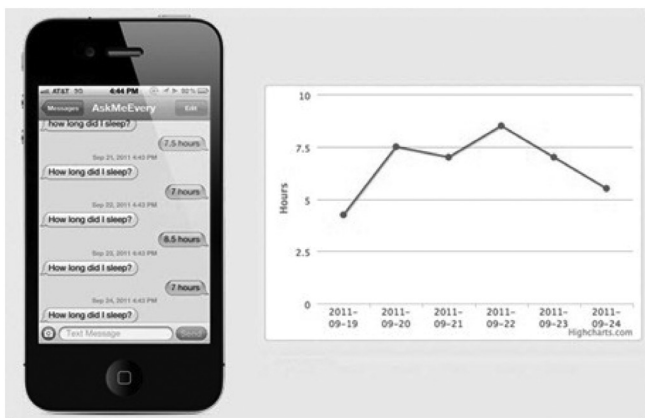 AT&T 3G 4:44 PM 92%
Messages AskMeEvery Edit
how long did I sleep?
7.5 hours
Sep 21, 2011 4:43 PM
How long did I sleep?
7 hours
Sep 22, 2011 4:43 PM
How long did I sleep?
8.5 hours
Sep 23, 2011 4:43 PM
How long did I sleep?
7 hours
Sep 24, 2011 4:43 PM
How long did I sleep?
Text Message Send
10
7.5
5
2.5
0
Hours
2011-
09-19
2011-
09-20
2011-
09-21
2011-
09-22
2011-
09-23
2011-
09-24
Highcharts.com